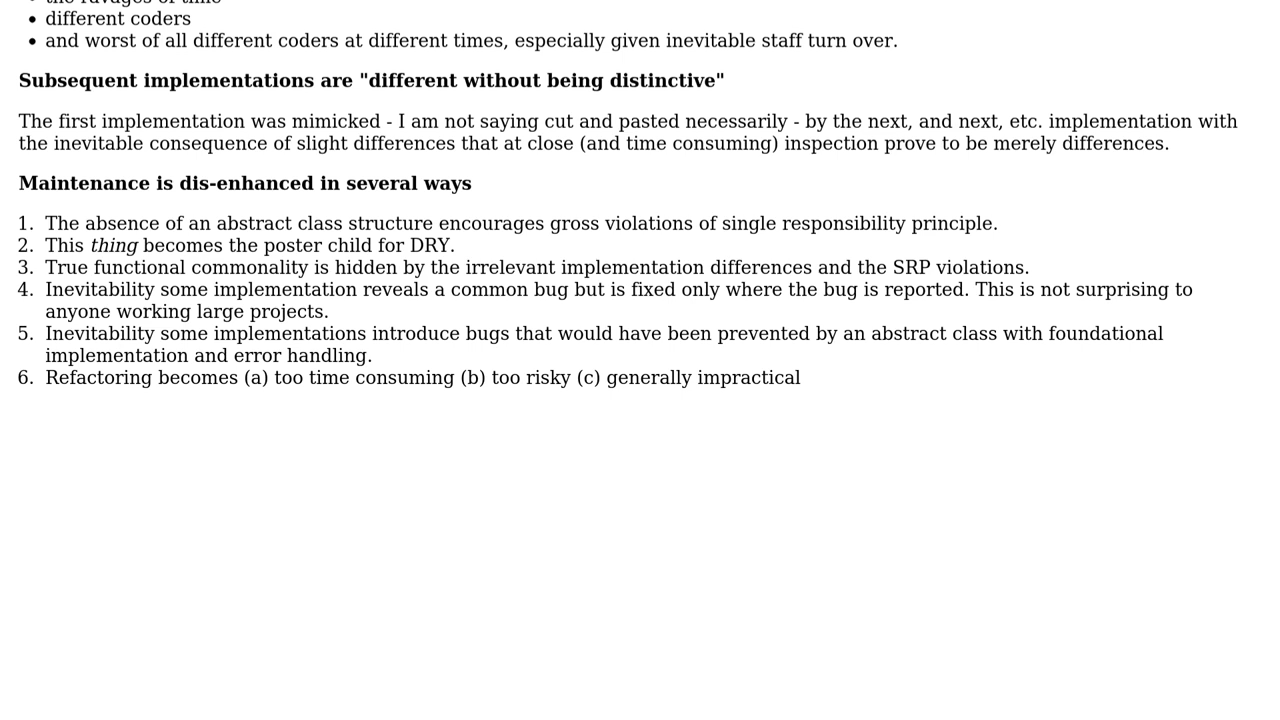 the ravages of time
different coders
and worst of all different coders at different times, especially given inevitable staff turn over.
Subsequent implementations are "different without being distinctive"
The first implementation was mimicked - I am not saying cut and pasted necessarily - by the next, and next, etc. implementation with
the inevitable consequence of slight differences that at close (and time consuming) inspection prove to be merely differences.
Maintenance is dis-enhanced in several ways
1. The absence of an abstract class structure encourages gross violations of single responsibility principle.
2. This thing becomes the poster child for DRY.
3. True functional commonality is hidden by the irrelevant implementation differences and the SRP violations.
4. Inevitability some implementation reveals a common bug but is fixed only where the bug is reported. This is not surprising to
anyone working large projects.
5. Inevitability some implementations introduce bugs that would have been prevented by an abstract class with foundational
implementation and error handling.
6. Refactoring becomes (a) too time consuming (b) too risky (c) generally impractical